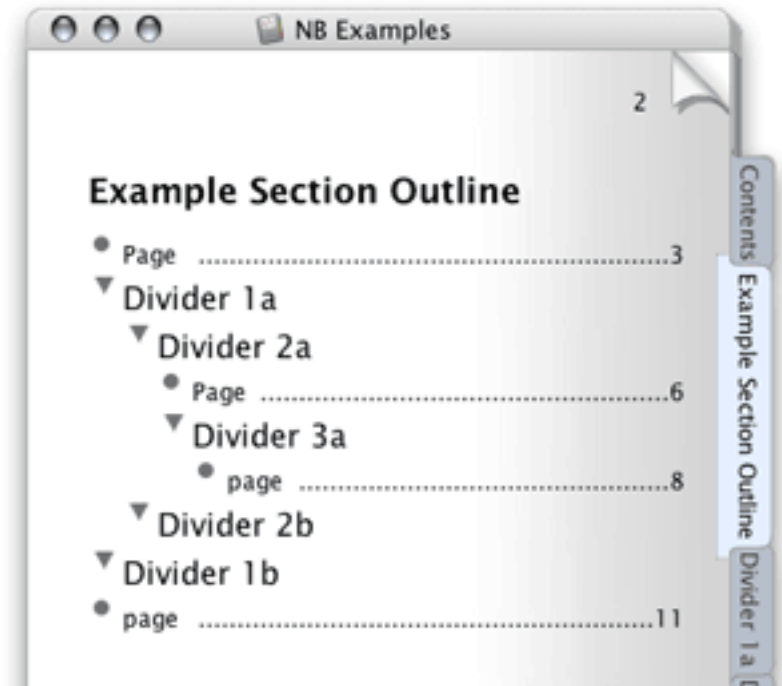 NB Examples
2
Example Section Outline
Page ........................................................3
Divider 1a
Divider 2a
Page ................................................6
Divider 3a
page ...........................................8
Divider 2b
Divider 1b
page ......................................................11
Contents
Example Section Outline
Divider 1a